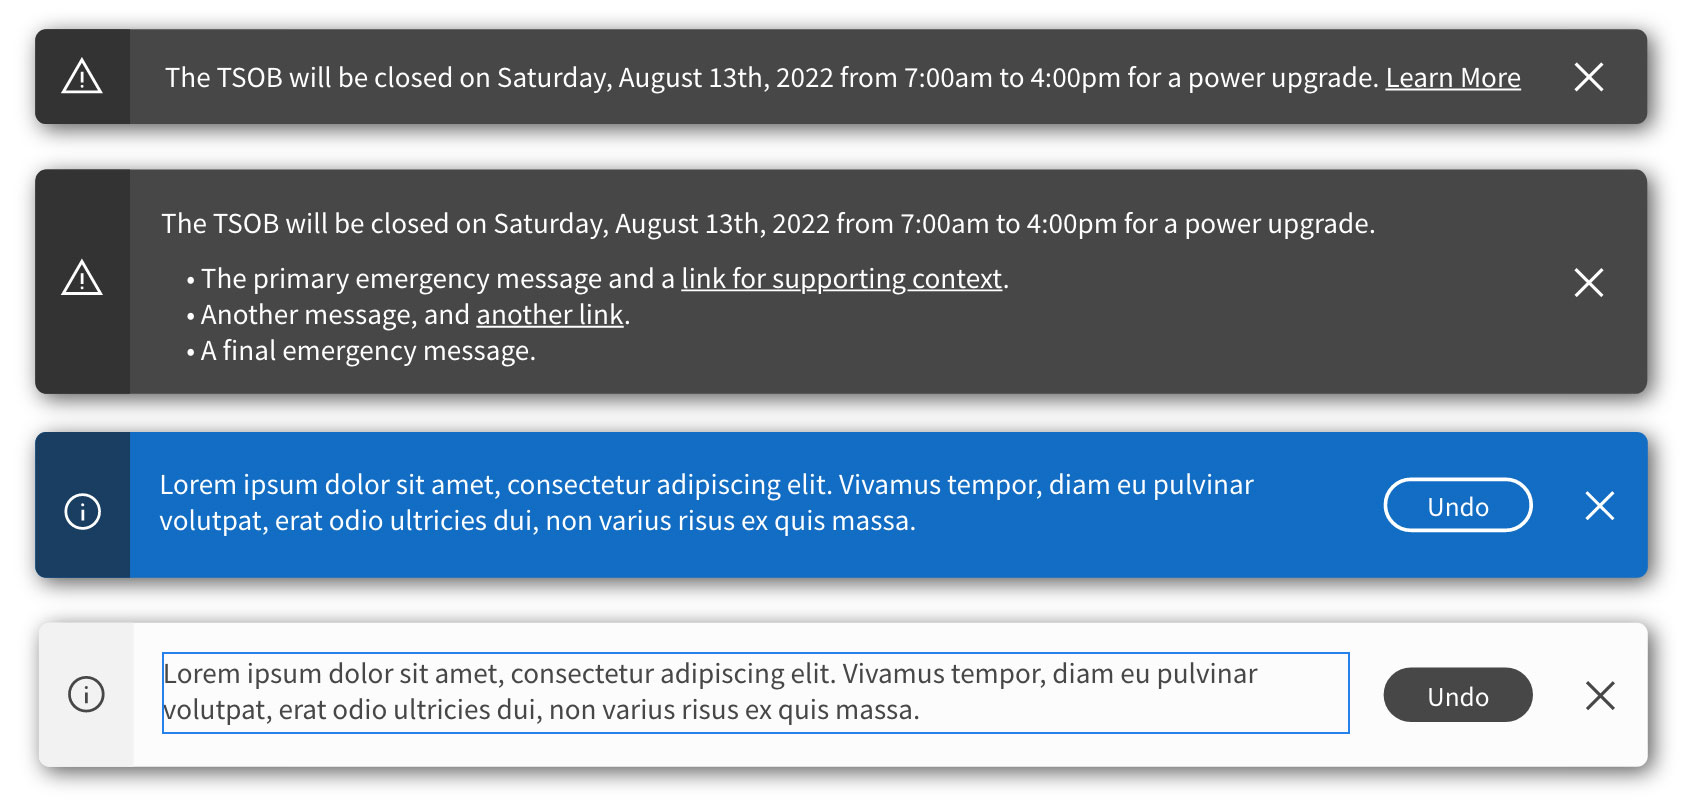 The TSOB will be closed on Saturday, August 13th, 2022 from 7:00am to 4:00pm for a power upgrade. Learn More
The TSOB will be closed on Saturday, August 13th, 2022 from 7:00am to 4:00pm for a power upgrade.
• The primary emergency message and a link for supporting context.
• Another message, and another link.
• A final emergency message.
Lorem ipsum dolor sit amet, consectetur adipiscing elit. Vivamus tempor, diam eu pulvinar
volutpat, erat odio ultricies dui, non varius risus ex quis massa.
Undo
Lorem ipsum dolor sit amet, consectetur adipiscing elit. Vivamus tempor, diam eu pulvinar
volutpat, erat odio ultricies dui, non varius risus ex quis massa.
Undo